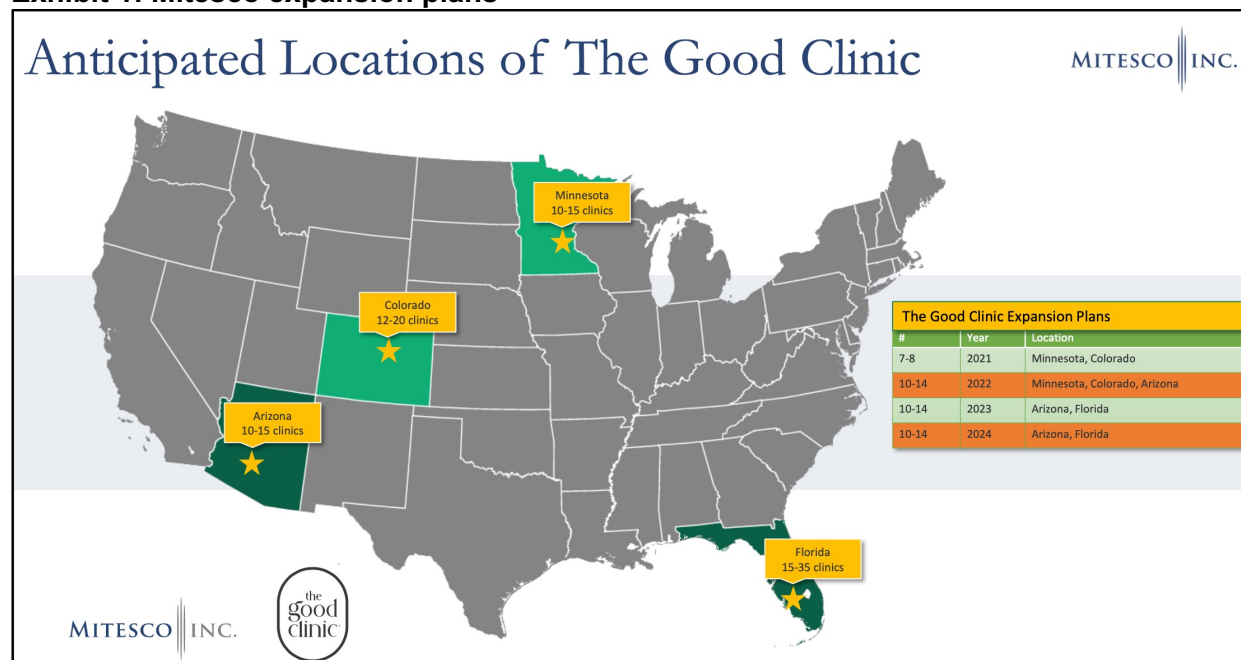 Exhibit 1: Mitesco expansion plans
Anticipated Locations of The Good Clinic
MITESCO INC.
Minnesota
10-15 clinics
Colorado
12-20 clinics
Arizona
10-15 clinics
Florida
15-35 clinics
The Good Clinic Expansion Plans
# Year Location
7-8 2021 Minnesota, Colorado
10-14 2022 Minnesota, Colorado, Arizona
10-14 2023 Arizona, Florida
10-14 2024 Arizona, Florida
MITESCO INC.
the
good
clinic